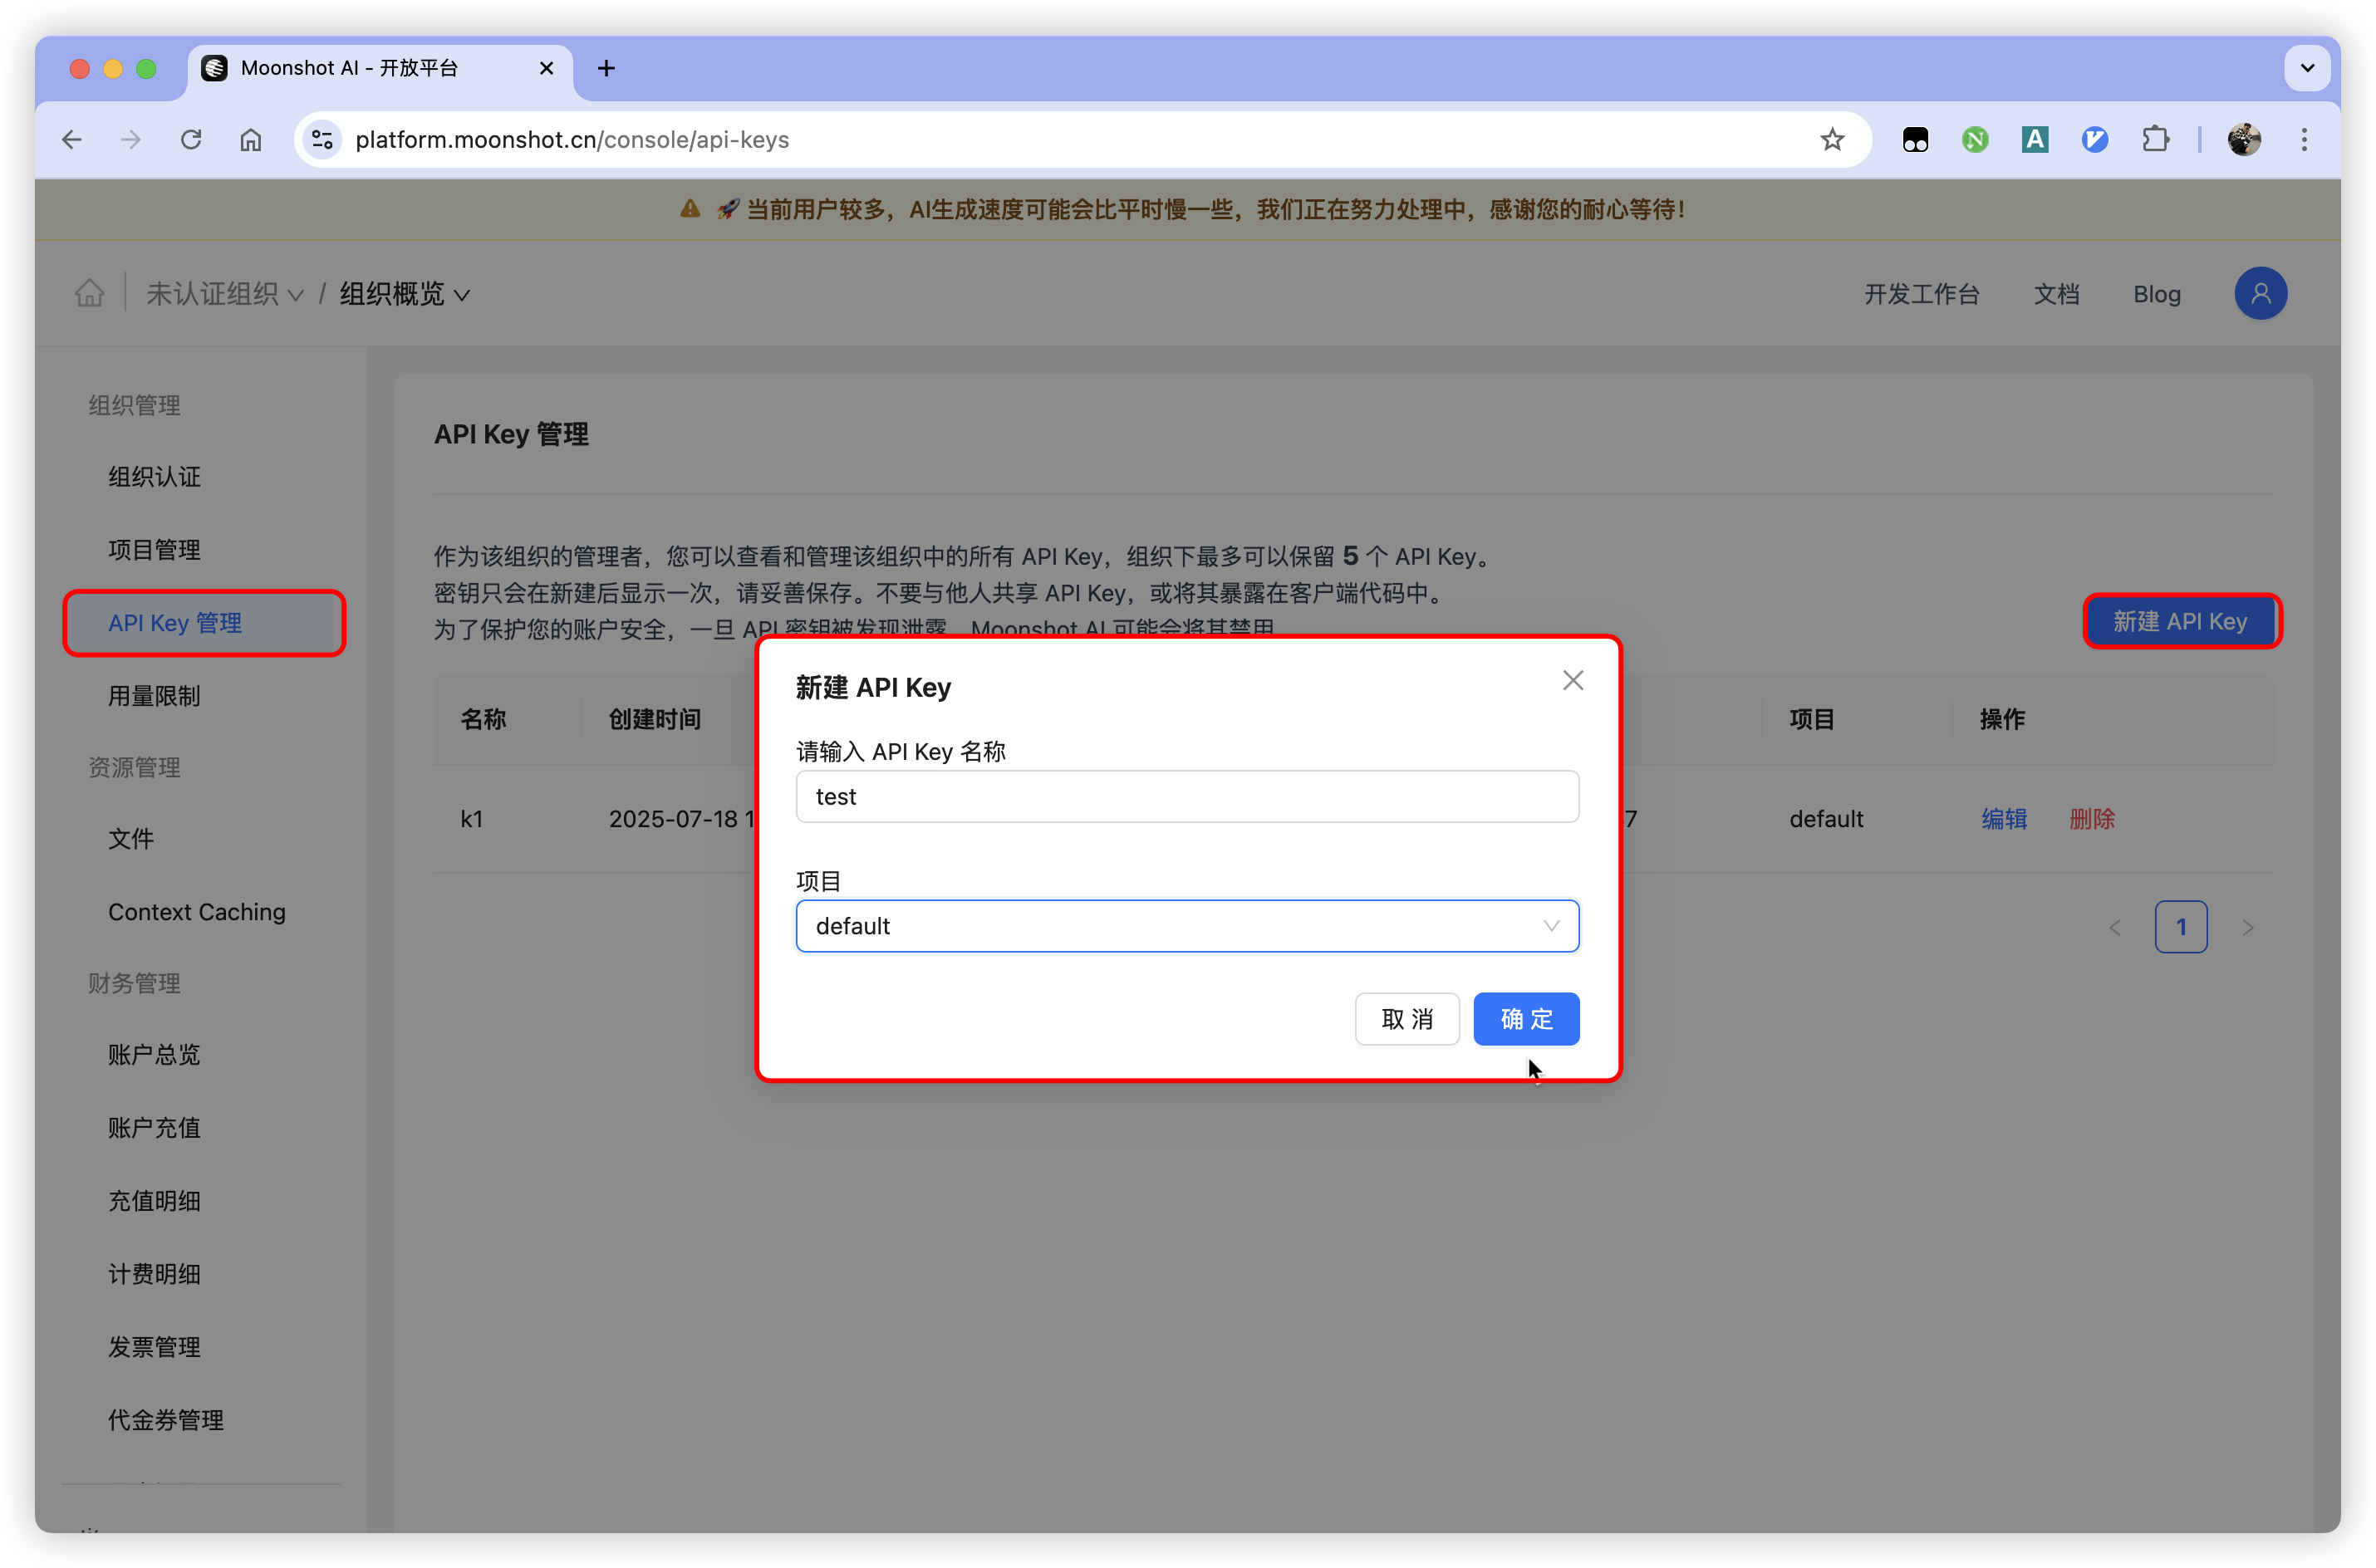 Moonshot AI - 开放平台
platform.moonshot.cn/console/api-keys
当前用户较多，AI生成速度可能会比平时慢一些，我们正在努力处理中，感谢您的耐心等待！
未认证组织 / 组织概览
开发工作台 文档 Blog
组织管理
组织认证
项目管理
API Key 管理
用量限制
资源管理
文件
Context Caching
财务管理
账户总览
账户充值
充值明细
计费明细
发票管理
代金券管理
API Key 管理
作为该组织的管理者，您可以查看和管理该组织中的所有 API Key，组织下最多可以保留 5 个 API Key。
密钥只会在新建后显示一次，请妥善保存。不要与他人共享 API Key，或将其暴露在客户端代码中。
为了保护您的账户安全，一旦 API 密钥被发现泄露，Moonshot AI 可能会将其禁用
新建 API Key
名称 创建时间 项目 操作
k1 2025-07-18 1 7 default 编辑 删除
1
新建 API Key
请输入 API Key 名称
test
项目
default
取 消 确 定